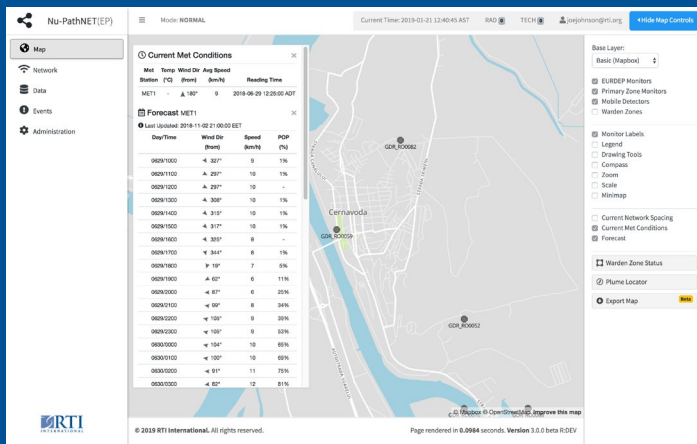 Nu-PathNET(EP)
Mode: NORMAL
Current Time: 2019-01-21 12:40:45 AST
RAD
TECH
joejohnson@rti.org
Hide Map Controls
Map
Network
Data
Events
Administration
Current Met Conditions
Met Temp Wind Dir Avg Speed
Station (°C) (from) (km/h) Reading Time
MET1 - 180° 9 2018-06-29 12:25:00 ADT
Forecast MET1
Last Updated: 2018-11-02 21:00:00 EET
Day/Time Wind Dir Speed POP
(from) (km/h) (%)
0629/1000 327° 9 1%
0629/1100 297° 10 1%
0629/1200 297° 10 -
0629/1300 308° 10 1%
0629/1400 315° 10 1%
0629/1500 317° 10 1%
0629/1600 325° 8 -
0629/1700 344° 8 1%
0629/1800 19° 7 5%
0629/1900 62° 6 11%
0629/2000 87° 6 25%
0629/2100 99° 8 34%
0629/2200 105° 9 39%
0629/2300 105° 9 53%
0630/0000 104° 10 65%
0630/0100 100° 10 69%
0630/0200 91° 11 75%
0630/0300 82° 12 81%
GDR_RO0082
Cernavoda
GDR_RO0059
GDR_RO0052
© Mapbox © OpenStreetMap Improve this map
Base Layer:
Basic (Mapbox)
EURDEP Monitors
Primary Zone Monitors
Mobile Detectors
Warden Zones
Monitor Labels
Legend
Drawing Tools
Compass
Zoom
Scale
Minimap
Current Network Spacing
Current Met Conditions
Forecast
Warden Zone Status
Plume Locator
Export Map Beta
RTI
INTERNATIONAL
© 2019 RTI International. All rights reserved.
Page rendered in 0.0984 seconds. Version 3.0.0 beta R:DEV